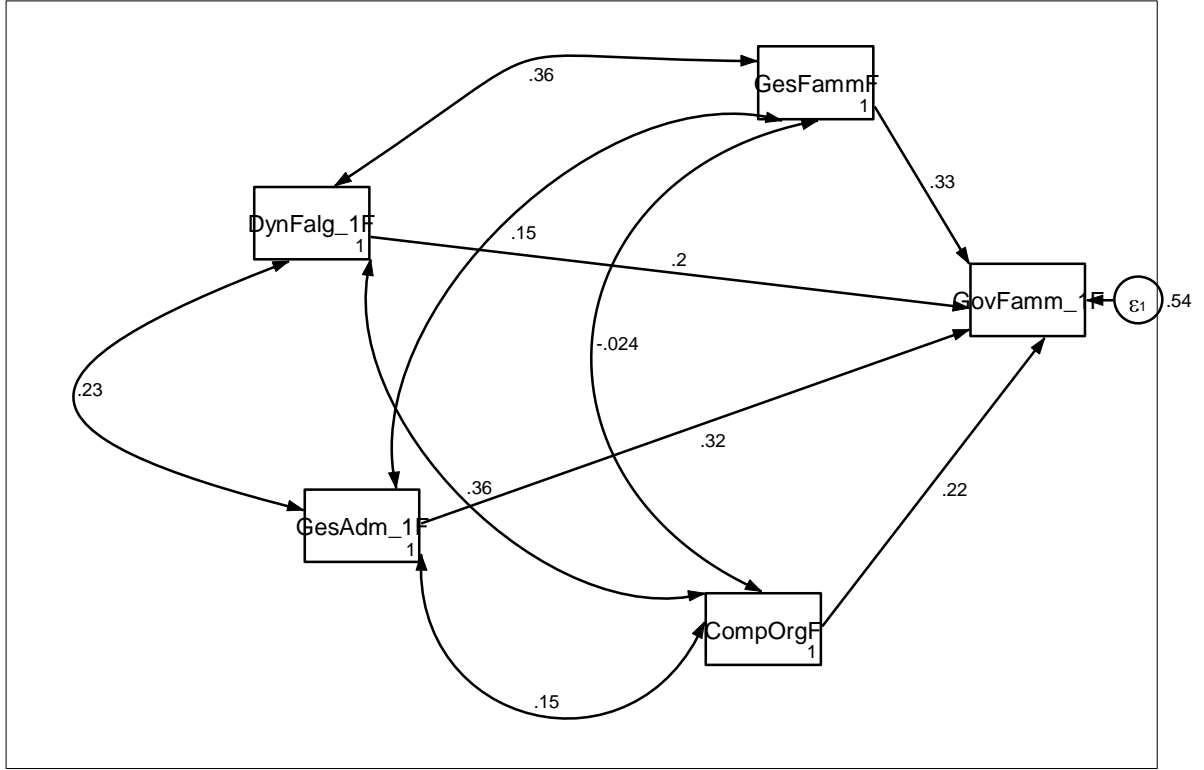 .36
GesFammF
1
.33
DynFalg_1F
1
.15
.2
GovFamm_1F
ε1
.54
-.024
.23
.32
.36
.22
GesAdm_1F
1
CompOrgF
1
.15